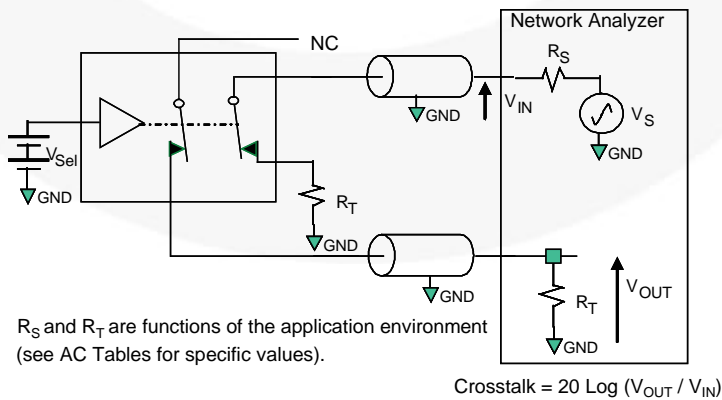 Network Analyzer
NC
RS
VIN
VS
GND
GND
VSel
GND
RT
GND
GND
VOUT
RT
GND
RS and RT are functions of the application environment
(see AC Tables for specific values).
Crosstalk = 20 Log (VOUT / VIN)